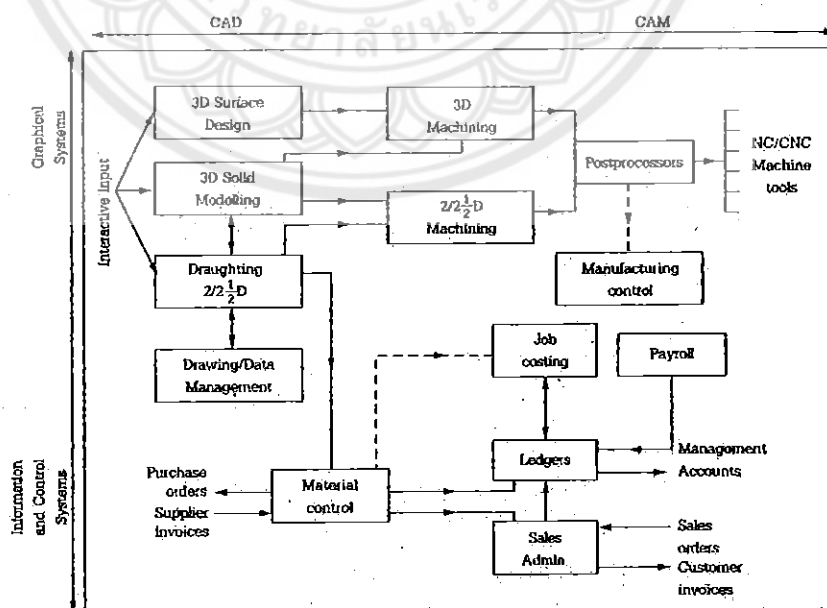 CAD
CAM
Graphical
Systems
Interactive Input
3D Surface
Design
3D
Machining
3D Solid
Modelling
2/2½D
Machining
Postprocessors
NC/CNC
Machine
tools
Draughting
2/2½D
Manufacturing
control
Drawing/Data
Management
Job
costing
Payroll
Information
and Control
Systems
Purchase
orders
Supplier
invoices
Material
control
Ledgers
Management
Accounts
Sales
Admin
Sales
orders
Customer
invoices